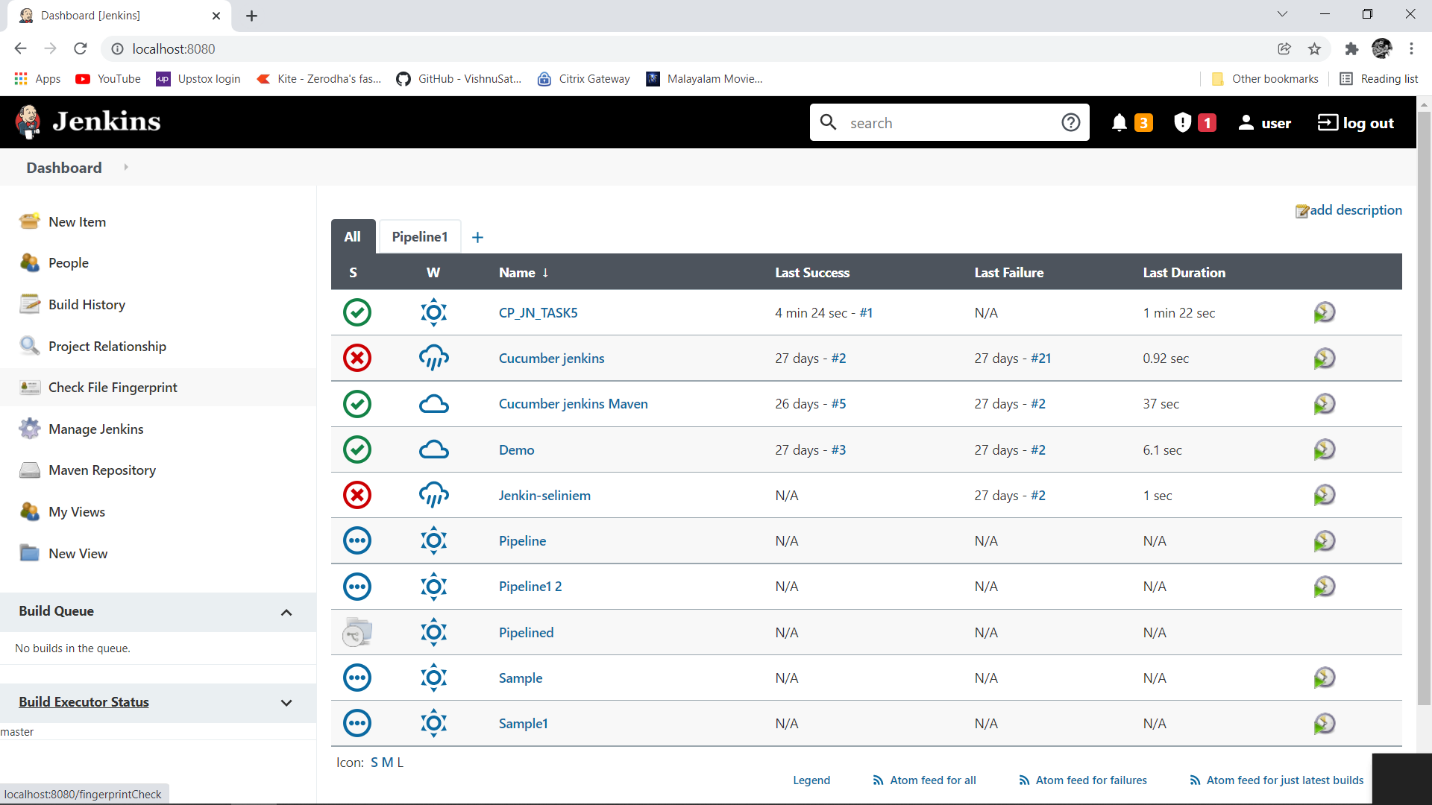 Dashboard [Jenkins]
localhost:8080
Apps YouTube up Upstox login Kite - Zerodha's fas... GitHub - VishnuSat... Citrix Gateway Malayalam Movie... Other bookmarks Reading list
Jenkins search 3 1 user log out
Dashboard
New Item
People
Build History
Project Relationship
Check File Fingerprint
Manage Jenkins
Maven Repository
My Views
New View
Build Queue
No builds in the queue.
Build Executor Status
master
localhost:8080/fingerprintCheck
add description
All Pipeline1 +
S W Name ↓ Last Success Last Failure Last Duration
CP_JN_TASK5 4 min 24 sec - #1 N/A 1 min 22 sec
Cucumber jenkins 27 days - #2 27 days - #21 0.92 sec
Cucumber jenkins Maven 26 days - #5 27 days - #2 37 sec
Demo 27 days - #3 27 days - #2 6.1 sec
Jenkin-seliniem N/A 27 days - #2 1 sec
Pipeline N/A N/A N/A
Pipeline1 2 N/A N/A N/A
Pipelined N/A N/A N/A
Sample N/A N/A N/A
Sample1 N/A N/A N/A
Icon: S M L
Legend Atom feed for all Atom feed for failures Atom feed for just latest builds